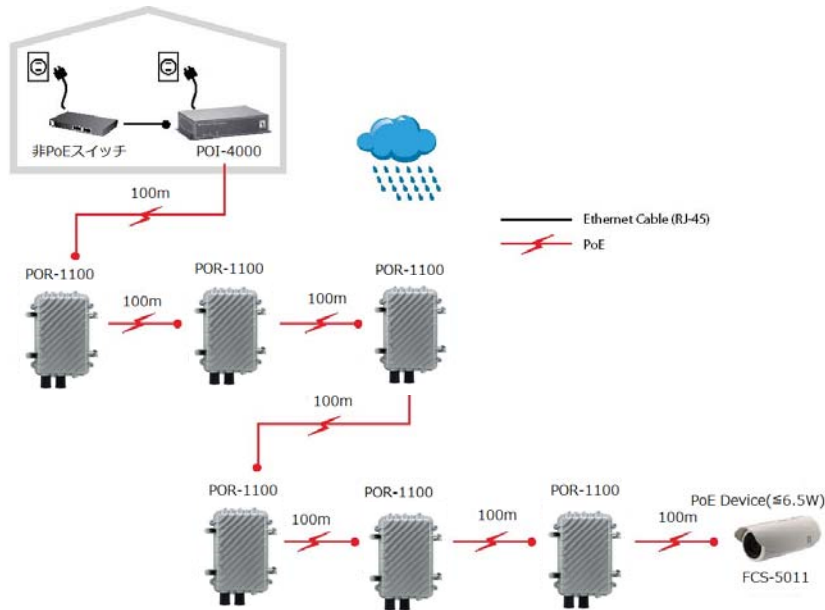 非PoEスイッチ
POI-4000
100m
Ethernet Cable (RJ-45)
PoE
POR-1100
POR-1100
POR-1100
100m
100m
100m
POR-1100
POR-1100
POR-1100
PoE Device(≦6.5W)
100m
100m
100m
FCS-5011